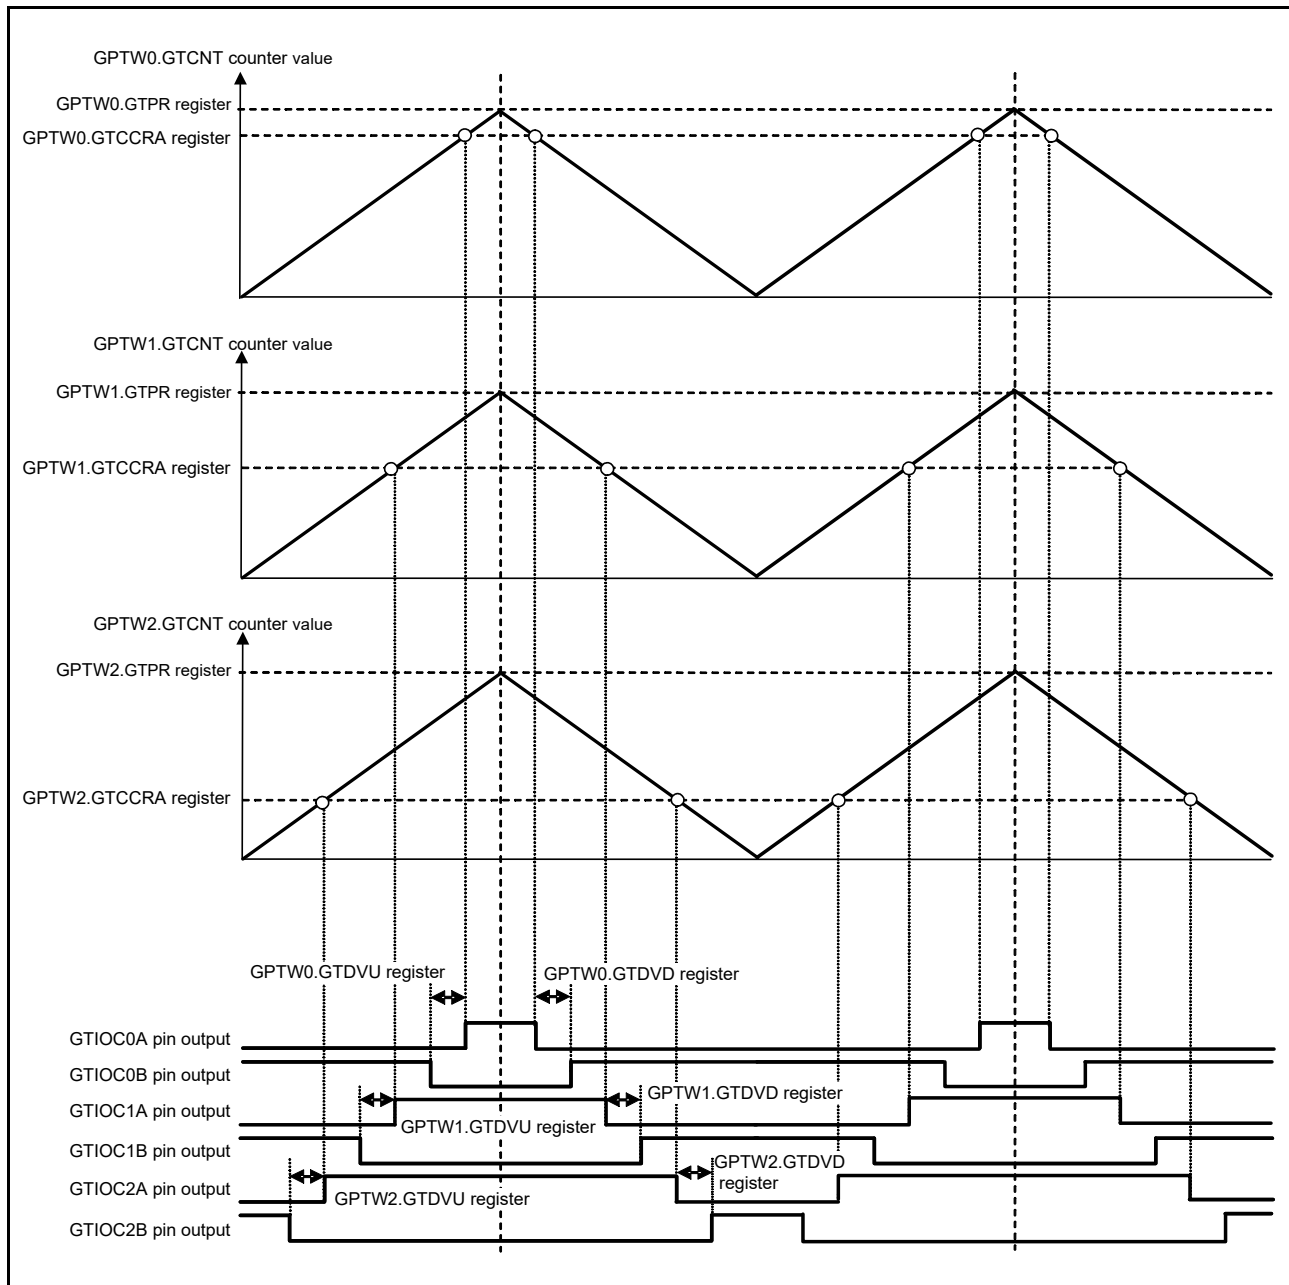 GPTW0.GTCNT counter value
GPTW0.GTPR register
GPTW0.GTCCRA register
GPTW1.GTCNT counter value
GPTW1.GTPR register
GPTW1.GTCCRA register
GPTW2.GTCNT counter value
GPTW2.GTPR register
GPTW2.GTCCRA register
GPTW0.GTDVU register
GPTW0.GTDVD register
GTIOC0A pin output
GTIOC0B pin output
GPTW1.GTDVD register
GTIOC1A pin output
GPTW1.GTDVU register
GTIOC1B pin output
GPTW2.GTDVD
register
GTIOC2A pin output
GPTW2.GTDVU register
GTIOC2B pin output